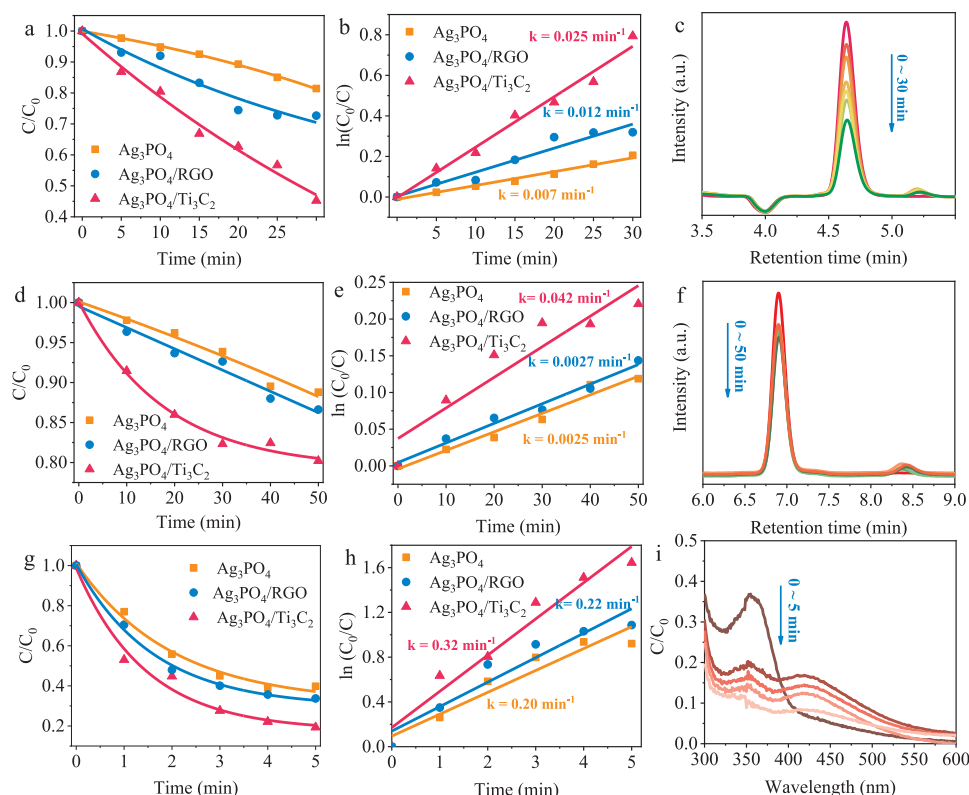 a
1.0
0.9
0.8
0.7
0.6
0.5
0.4
C/C₀
Ag₃PO₄
Ag₃PO₄/RGO
Ag₃PO₄/Ti₃C₂
0 5 10 15 20 25 30
Time (min)
b
0.8
0.6
0.4
0.2
0.0
ln(C₀/C)
Ag₃PO₄
Ag₃PO₄/RGO
Ag₃PO₄/Ti₃C₂
k = 0.025 min⁻¹
k = 0.012 min⁻¹
k = 0.007 min⁻¹
0 5 10 15 20 25 30
Time (min)
c
Intensity (a.u.)
0 ~ 30 min
3.5 4.0 4.5 5.0
Retention time (min)
d
1.00
0.95
0.90
0.85
0.80
C/C₀
Ag₃PO₄
Ag₃PO₄/RGO
Ag₃PO₄/Ti₃C₂
0 10 20 30 40 50
Time (min)
e
0.25
0.20
0.15
0.10
0.05
0.00
ln (C₀/C)
Ag₃PO₄
Ag₃PO₄/RGO
Ag₃PO₄/Ti₃C₂
k = 0.042 min⁻¹
k = 0.0027 min⁻¹
k = 0.0025 min⁻¹
0 10 20 30 40 50
Time (min)
f
Intensity (a.u.)
0 ~ 50 min
6.0 6.5 7.0 7.5 8.0 8.5 9.0
Retention time (min)
g
1.0
0.8
0.6
0.4
0.2
C/C₀
Ag₃PO₄
Ag₃PO₄/RGO
Ag₃PO₄/Ti₃C₂
0 1 2 3 4 5
Time (min)
h
1.6
1.2
0.8
0.4
0.0
ln (C₀/C)
Ag₃PO₄
Ag₃PO₄/RGO
Ag₃PO₄/Ti₃C₂
k = 0.22 min⁻¹
k = 0.32 min⁻¹
k = 0.20 min⁻¹
0 1 2 3 4 5
Time (min)
i
0.5
0.4
0.3
0.2
0.1
0.0
C/C₀
0 ~ 5 min
300 350 400 450 500 550 600
Wavelength (nm)